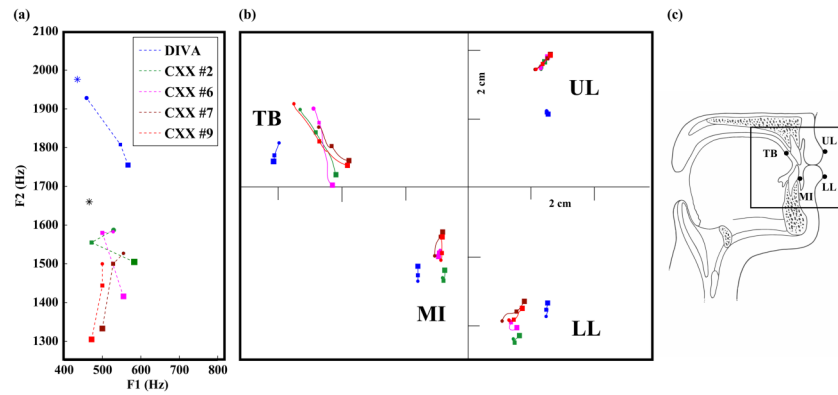 (a)
(b)
(c)
2100
2000
1900
1800
1700
1600
1500
1400
1300
F2 (Hz)
400 500 600 700 800
F1 (Hz)
DIVA
CXX #2
CXX #6
CXX #7
CXX #9
TB
UL
2 cm
2 cm
MI
LL
TB
UL
MI
LL